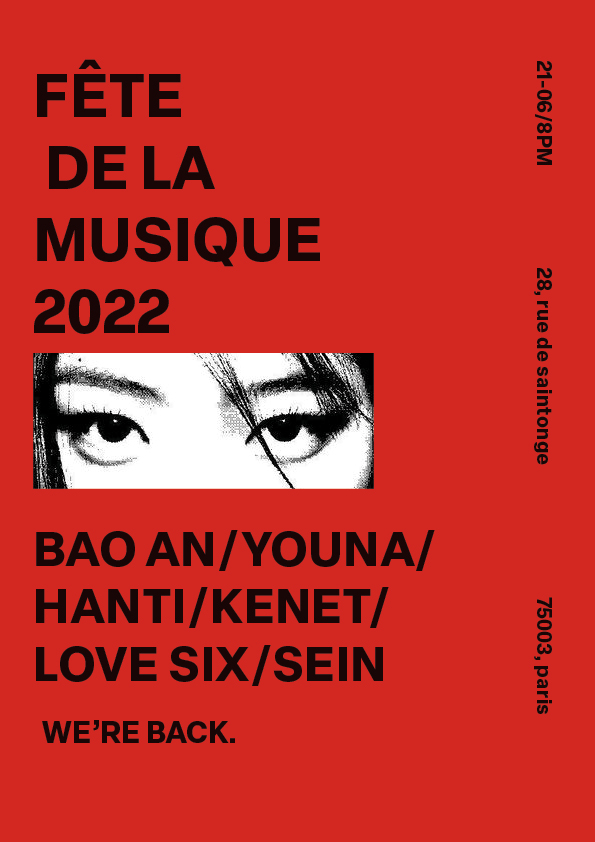 FÊTE
DE LA
MUSIQUE
2022
BAO AN/YOUNA/
HANTI/KENET/
LOVE SIX/SEIN
WE’RE BACK.
21-06/8PM
28, rue de saintonge
75003, paris